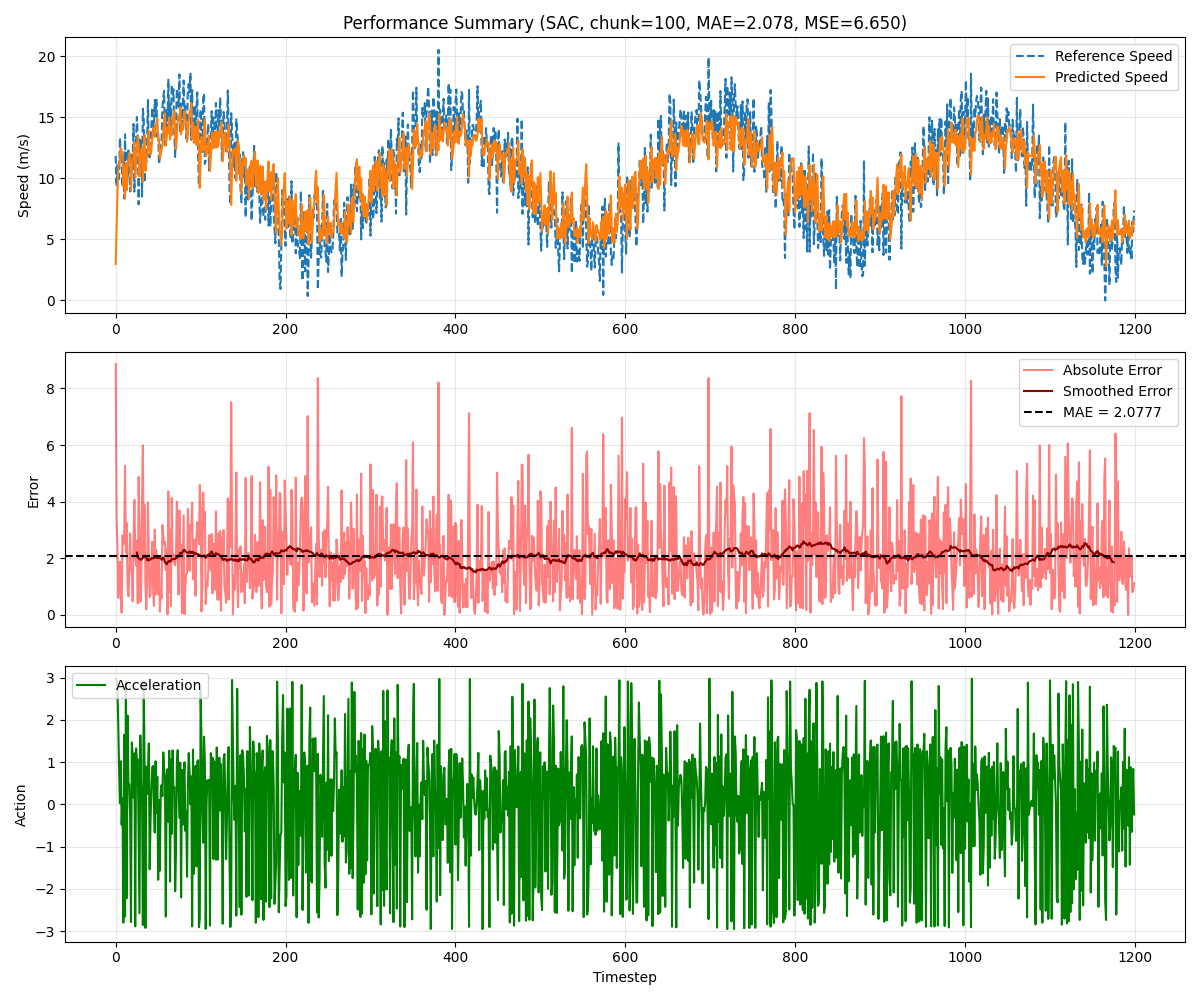 Performance Summary (SAC, chunk=100, MAE=2.078, MSE=6.650)
Reference Speed
Predicted Speed
Speed (m/s)
20
15
10
5
0
0 200 400 600 800 1000 1200
Absolute Error
Smoothed Error
MAE = 2.0777
Error
8
6
4
2
0
0 200 400 600 800 1000 1200
Acceleration
Action
3
2
1
0
−1
−2
−3
0 200 400 600 800 1000 1200
Timestep